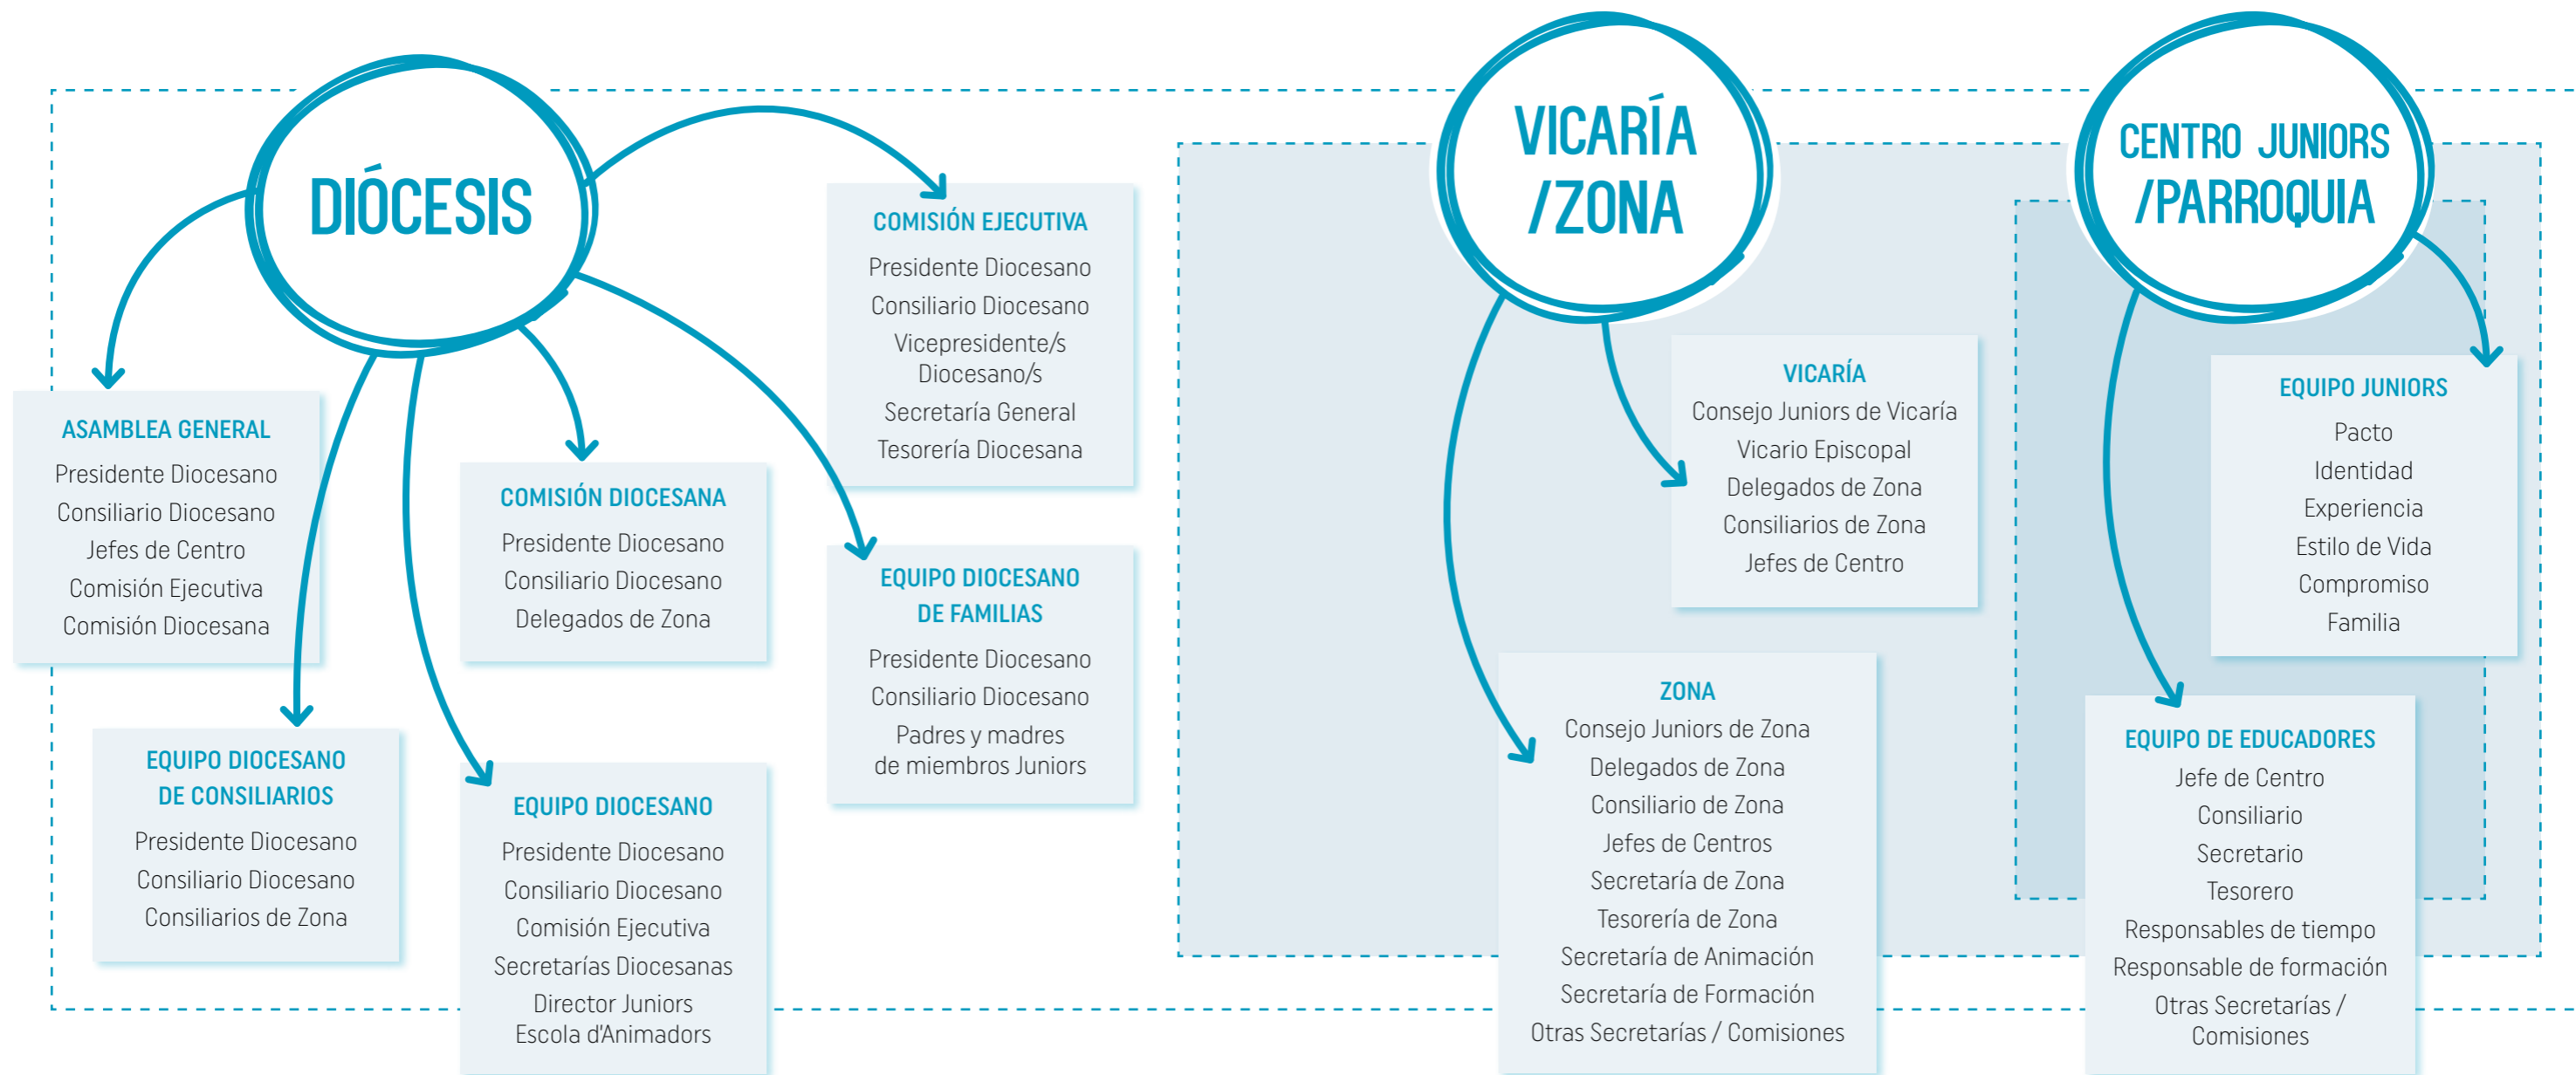 DIÓCESIS
ASAMBLEA GENERAL
Presidente Diocesano
Consiliario Diocesano
Jefes de Centro
Comisión Ejecutiva
Comisión Diocesana
EQUIPO DIOCESANO
DE CONSILIARIOS
Presidente Diocesano
Consiliario Diocesano
Consiliarios de Zona
EQUIPO DIOCESANO
Presidente Diocesano
Consiliario Diocesano
Comisión Ejecutiva
Secretarías Diocesanas
Director Juniors
Escola d'Animadors
COMISIÓN DIOCESANA
Presidente Diocesano
Consiliario Diocesano
Delegados de Zona
EQUIPO DIOCESANO
DE FAMILIAS
Presidente Diocesano
Consiliario Diocesano
Padres y madres
de miembros Juniors
COMISIÓN EJECUTIVA
Presidente Diocesano
Consiliario Diocesano
Vicepresidente/s
Diocesano/s
Secretaría General
Tesorería Diocesana
VICARÍA
/ZONA
VICARÍA
Consejo Juniors de Vicaría
Vicario Episcopal
Delegados de Zona
Consiliarios de Zona
Jefes de Centro
ZONA
Consejo Juniors de Zona
Delegados de Zona
Consiliario de Zona
Jefes de Centros
Secretaría de Zona
Tesorería de Zona
Secretaría de Animación
Secretaría de Formación
Otras Secretarías / Comisiones
CENTRO JUNIORS
/PARROQUIA
EQUIPO JUNIORS
Pacto
Identidad
Experiencia
Estilo de Vida
Compromiso
Familia
EQUIPO DE EDUCADORES
Jefe de Centro
Consiliario
Secretario
Tesorero
Responsables de tiempo
Responsable de formación
Otras Secretarías /
Comisiones